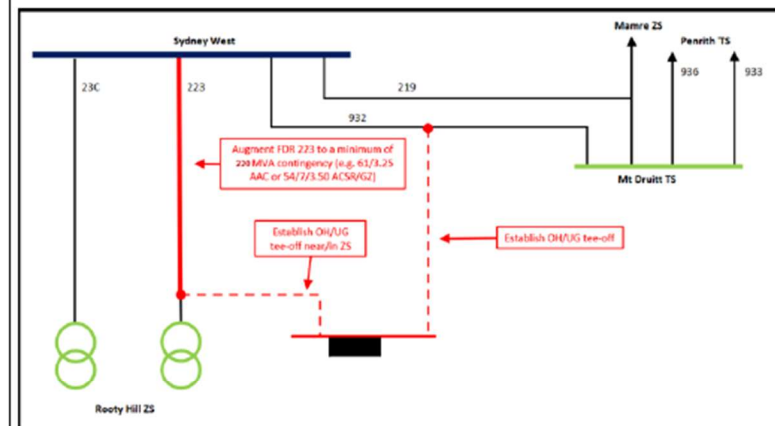 Mamre ZS
Sydney West
Penrith TS
23C
223
219
936
933
932
Augment FDR 223 to a minimum of
220 MVA contingency (e.g. 61/3.25
AAC or 54/7/3.50 ACSR/GZ)
Mt Druitt TS
Establish OH/UG
tee-off near/in ZS
Establish OH/UG tee-off
Rooty Hill ZS